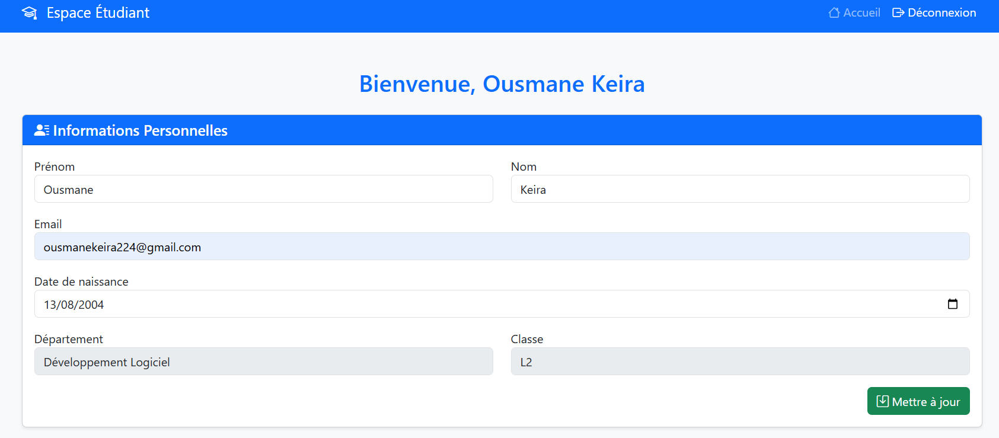 Espace Étudiant Accueil Déconnexion
Bienvenue, Ousmane Keira
Informations Personnelles
Prénom Nom
Ousmane Keira
Email
ousmanekeira224@gmail.com
Date de naissance
13/08/2004
Département Classe
Développement Logiciel L2
Mettre à jour